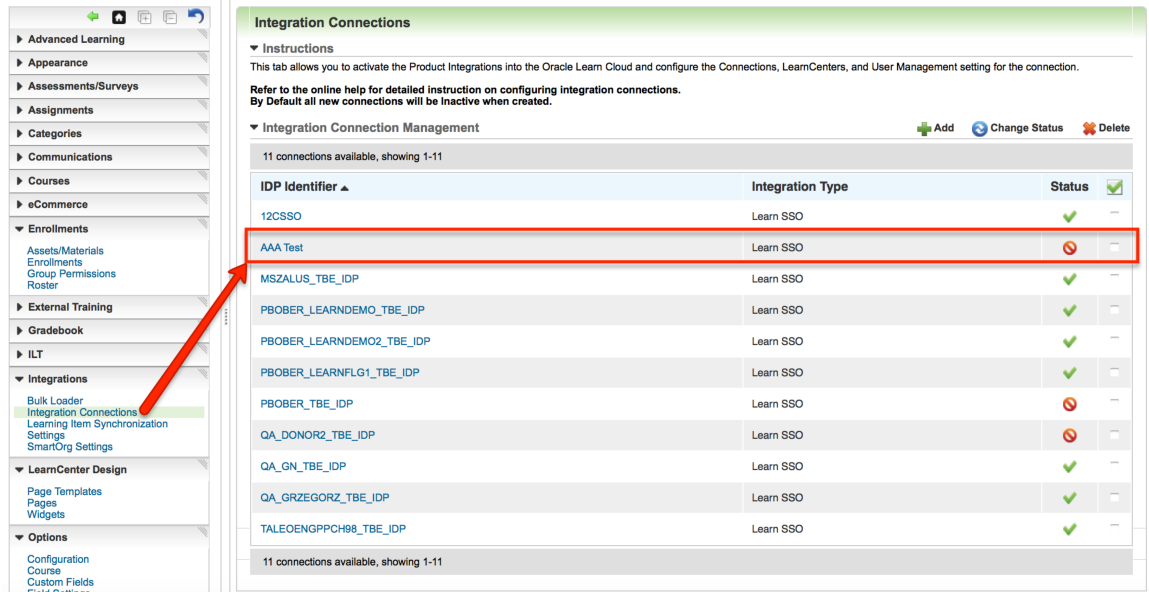 Advanced Learning
Appearance
Assessments/Surveys
Assignments
Categories
Communications
Courses
eCommerce
Enrollments
Assets/Materials
Enrollments
Group Permissions
Roster
External Training
Gradebook
ILT
Integrations
Bulk Loader
Integration Connections
Learning Item Synchronization
Settings
SmartOrg Settings
LearnCenter Design
Page Templates
Pages
Widgets
Options
Configuration
Course
Custom Fields
Integration Connections
Instructions
This tab allows you to activate the Product Integrations into the Oracle Learn Cloud and configure the Connections, LearnCenters, and User Management setting for the connection.
Refer to the online help for detailed instruction on configuring integration connections.
By Default all new connections will be Inactive when created.
Integration Connection Management Add Change Status Delete
11 connections available, showing 1-11
IDP Identifier Integration Type Status
12CSSO Learn SSO
AAA Test Learn SSO
MSZALUS_TBE_IDP Learn SSO
PBOBER_LEARNDEMO_TBE_IDP Learn SSO
PBOBER_LEARNDEMO2_TBE_IDP Learn SSO
PBOBER_LEARNFLG1_TBE_IDP Learn SSO
PBOBER_TBE_IDP Learn SSO
QA_DONOR2_TBE_IDP Learn SSO
QA_GN_TBE_IDP Learn SSO
QA_GRZEGORZ_TBE_IDP Learn SSO
TALEOENGPPCH98_TBE_IDP Learn SSO
11 connections available, showing 1-11